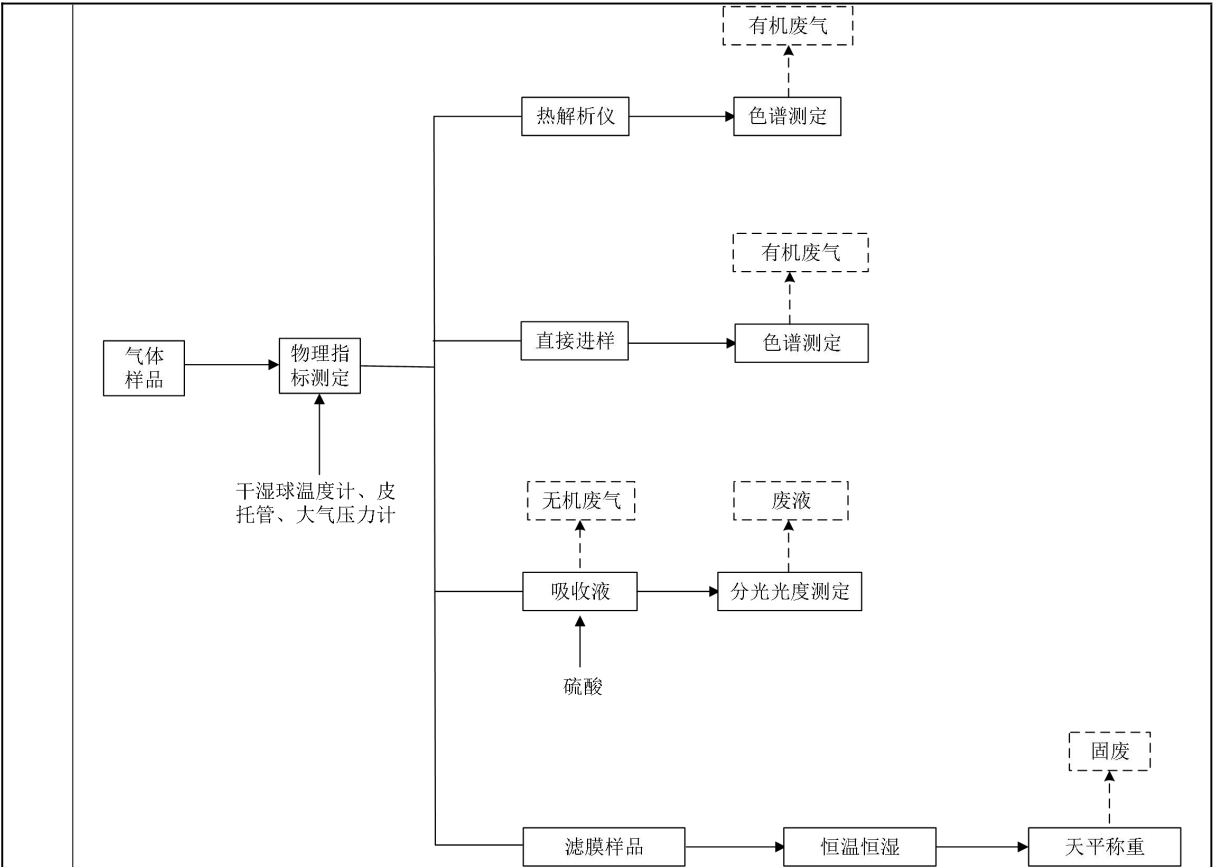 有机废气
热解析仪
色谱测定
有机废气
直接进样
色谱测定
气体
样品
物理指
标测定
干湿球温度计、皮
托管、大气压力计
无机废气
废液
吸收液
分光光度测定
硫酸
固废
滤膜样品
恒温恒湿
天平称重